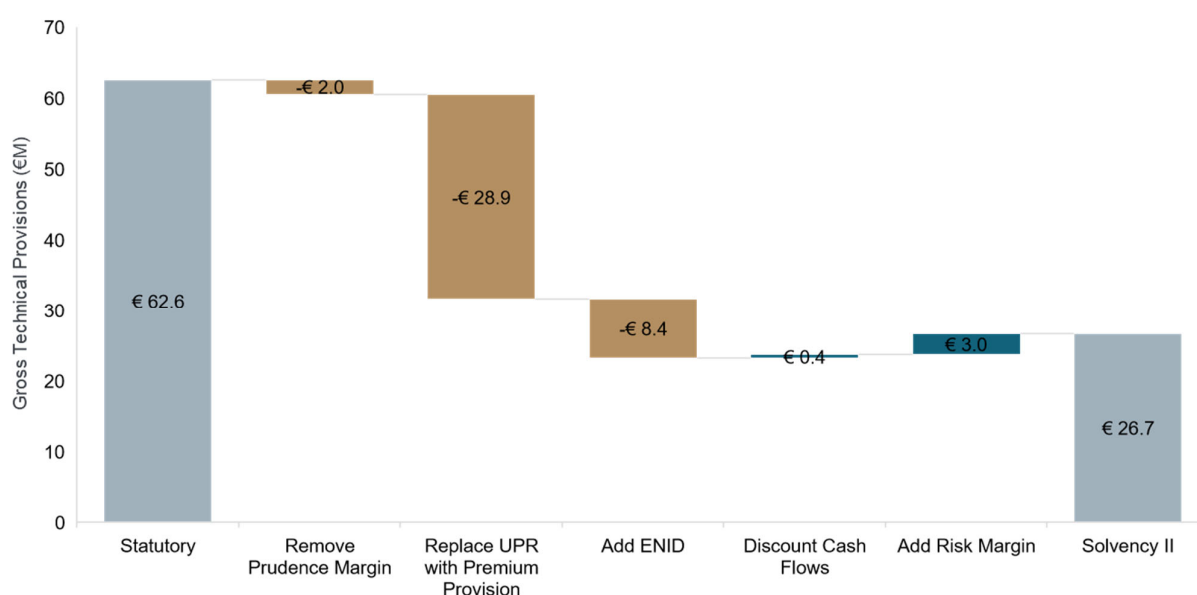 Gross Technical Provisions (€M)
70
60
50
40
30
20
10
0
€ 62.6
-€ 2.0
-€ 28.9
-€ 8.4
€ 0.4
€ 3.0
€ 26.7
Statutory
Remove
Prudence Margin
Replace UPR
with Premium
Provision
Add ENID
Discount Cash
Flows
Add Risk Margin
Solvency II